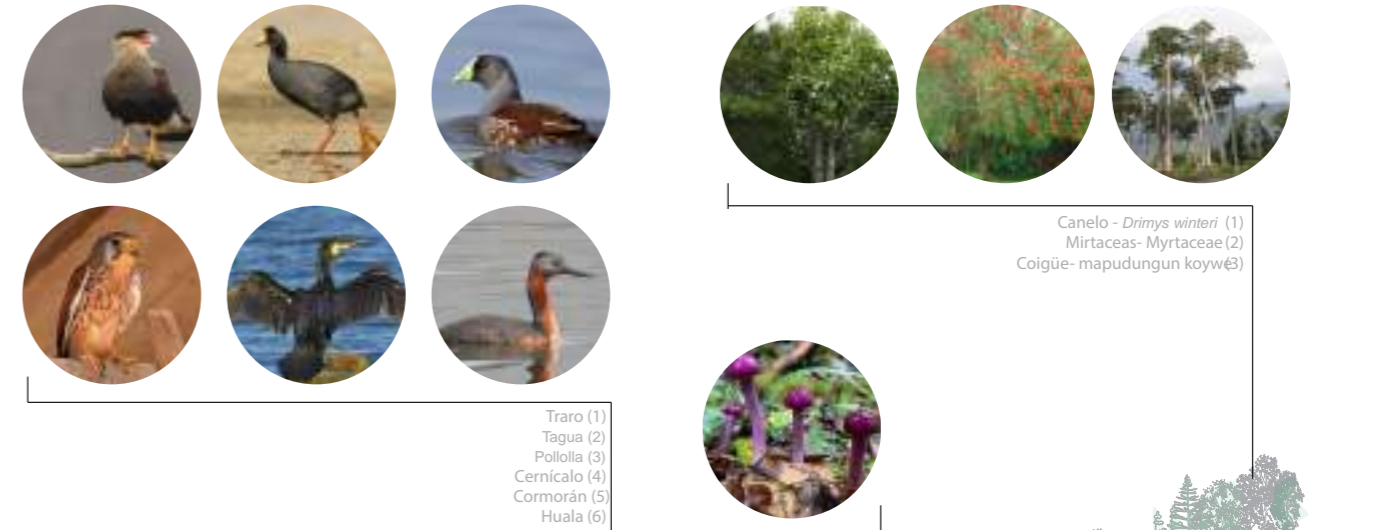 Traro (1)
Tagua (2)
Pollolla (3)
Cernícalo (4)
Cormorán (5)
Huala (6)
Canelo - Drimys winteri (1)
Mirtaceas- Myrtaceae (2)
Coigüe- mapudungun koywe (3)